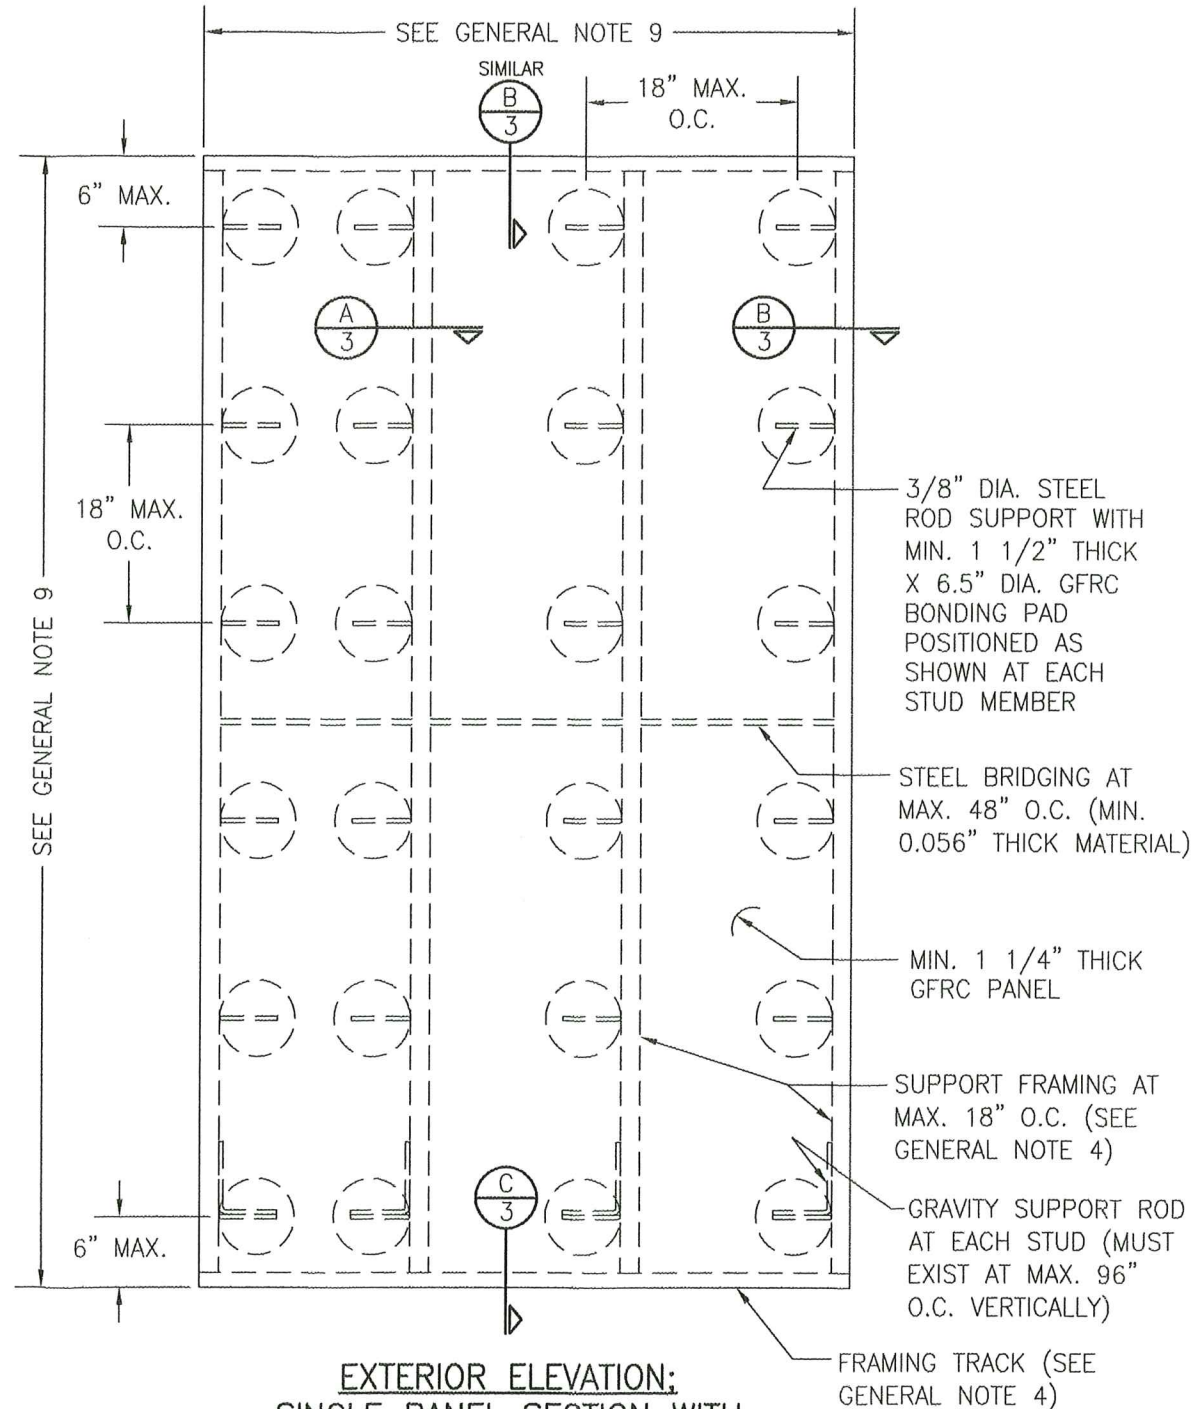 SEE GENERAL NOTE 9
SIMILAR
B
3
18" MAX.
O.C.
6" MAX.
A
3
B
3
18" MAX.
O.C.
SEE GENERAL NOTE 9
3/8" DIA. STEEL
ROD SUPPORT WITH
MIN. 1 1/2" THICK
X 6.5" DIA. GFRC
BONDING PAD
POSITIONED AS
SHOWN AT EACH
STUD MEMBER
STEEL BRIDGING AT
MAX. 48" O.C. (MIN.
0.056" THICK MATERIAL)
MIN. 1 1/4" THICK
GFRC PANEL
SUPPORT FRAMING AT
MAX. 18" O.C. (SEE
GENERAL NOTE 4)
C
3
6" MAX.
GRAVITY SUPPORT ROD
AT EACH STUD (MUST
EXIST AT MAX. 96"
O.C. VERTICALLY)
FRAMING TRACK (SEE
GENERAL NOTE 4)
EXTERIOR ELEVATION;
SINGLE PANEL SECTION WITH